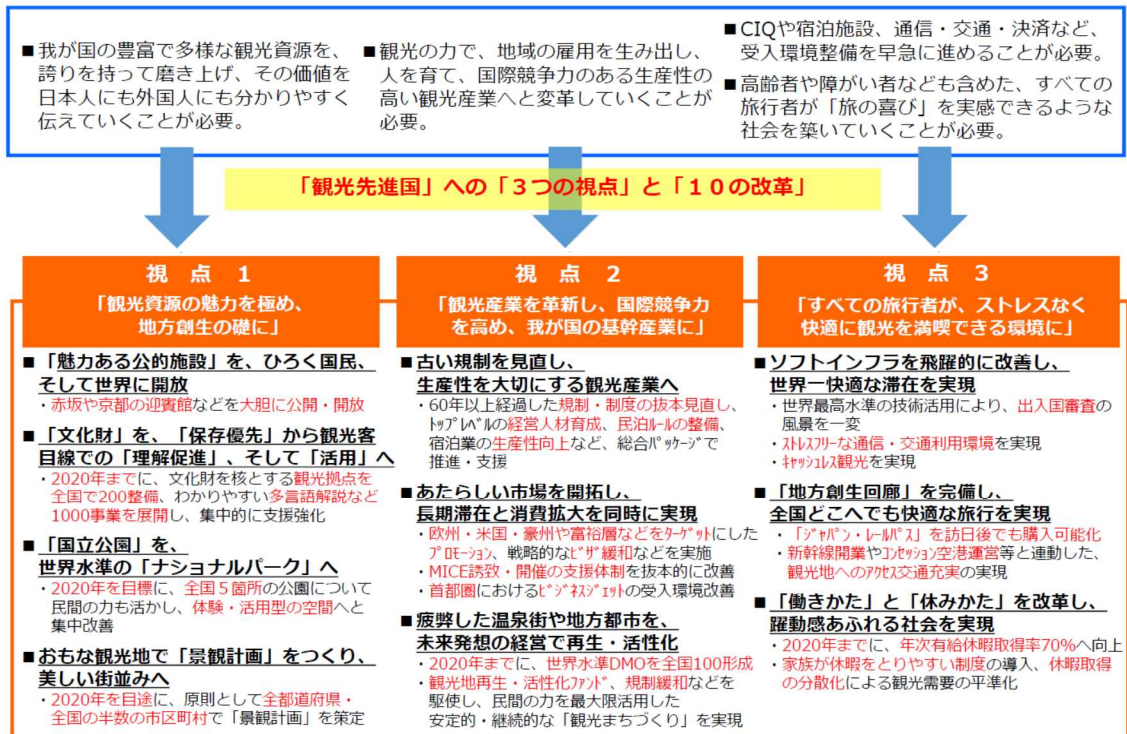 ■我が国の豊富で多様な観光資源を、
誇りを持って磨き上げ、その価値を
日本人にも外国人にも分かりやすく
伝えていくことが必要。
■観光の力で、地域の雇用を生み出し、
人を育て、国際競争力のある生産性の
高い観光産業へと変革していくことが
必要。
■CIQや宿泊施設、通信・交通・決済など、
受入環境整備を早急に進めることが必要。
■高齢者や障がい者なども含めた、すべての
旅行者が「旅の喜び」を実感できるような
社会を築いていくことが必要。
「観光先進国」への「３つの視点」と「１０の改革」
視 点 １
「観光資源の魅力を極め、
地方創生の礎に」
■「魅力ある公的施設」を、ひろく国民、
そして世界に開放
・赤坂や京都の迎賓館などを大胆に公開・開放
■「文化財」を、「保存優先」から観光客
目線での「理解促進」、そして「活用」へ
・2020年までに、文化財を核とする観光拠点を
全国で200整備、わかりやすい多言語解説など
1000事業を展開し、集中的に支援強化
■「国立公園」を、
世界水準の「ナショナルパーク」へ
・2020年を目標に、全国５箇所の公園について
民間の力も活かし、体験・活用型の空間へと
集中改善
■おもな観光地で「景観計画」をつくり、
美しい街並みへ
・2020年を目途に、原則として全都道府県・
全国の半数の市区町村で「景観計画」を策定
視 点 ２
「観光産業を革新し、国際競争力
を高め、我が国の基幹産業に」
■古い規制を見直し、
生産性を大切にする観光産業へ
・60年以上経過した規制・制度の抜本見直し、
ﾄｯﾌﾟﾚﾍﾞﾙの経営人材育成、民泊ﾙｰﾙの整備、
宿泊業の生産性向上など、総合ﾊﾟｯｹｰｼﾞで
推進・支援
■あたらしい市場を開拓し、
長期滞在と消費拡大を同時に実現
・欧州・米国・豪州や富裕層などをﾀｰｹﾞｯﾄにした
ﾌﾟﾛﾓｰｼｮﾝ、戦略的なﾋﾞｻﾞ緩和などを実施
・MICE誘致・開催の支援体制を抜本的に改善
・首都圏におけるﾋﾞｼﾞﾈｽｼﾞｪｯﾄの受入環境改善
■疲弊した温泉街や地方都市を、
未来発想の経営で再生・活性化
・2020年までに、世界水準DMOを全国100形成
・観光地再生・活性化ﾌｧﾝﾄﾞ、規制緩和などを
駆使し、民間の力を最大限活用した
安定的・継続的な「観光まちづくり」を実現
視 点 ３
「すべての旅行者が、ストレスなく
快適に観光を満喫できる環境に」
■ソフトインフラを飛躍的に改善し、
世界一快適な滞在を実現
・世界最高水準の技術活用により、出入国審査の
風景を一変
・ｽﾄﾚｽﾌﾘｰな通信・交通利用環境を実現
・ｷｬｯｼｭﾚｽ観光を実現
■「地方創生回廊」を完備し、
全国どこへでも快適な旅行を実現
・「ｼﾞｬﾊﾟﾝ・ﾚｰﾙﾊﾟｽ」を訪日後でも購入可能化
・新幹線開業やｺﾝｾｯｼｮﾝ空港運営等と連動した、
観光地へのｱｸｾｽ交通充実の実現
■「働きかた」と「休みかた」を改革し、
躍動感あふれる社会を実現
・2020年までに、年次有給休暇取得率70%へ向上
・家族が休暇をとりやすい制度の導入、休暇取得
の分散化による観光需要の平準化